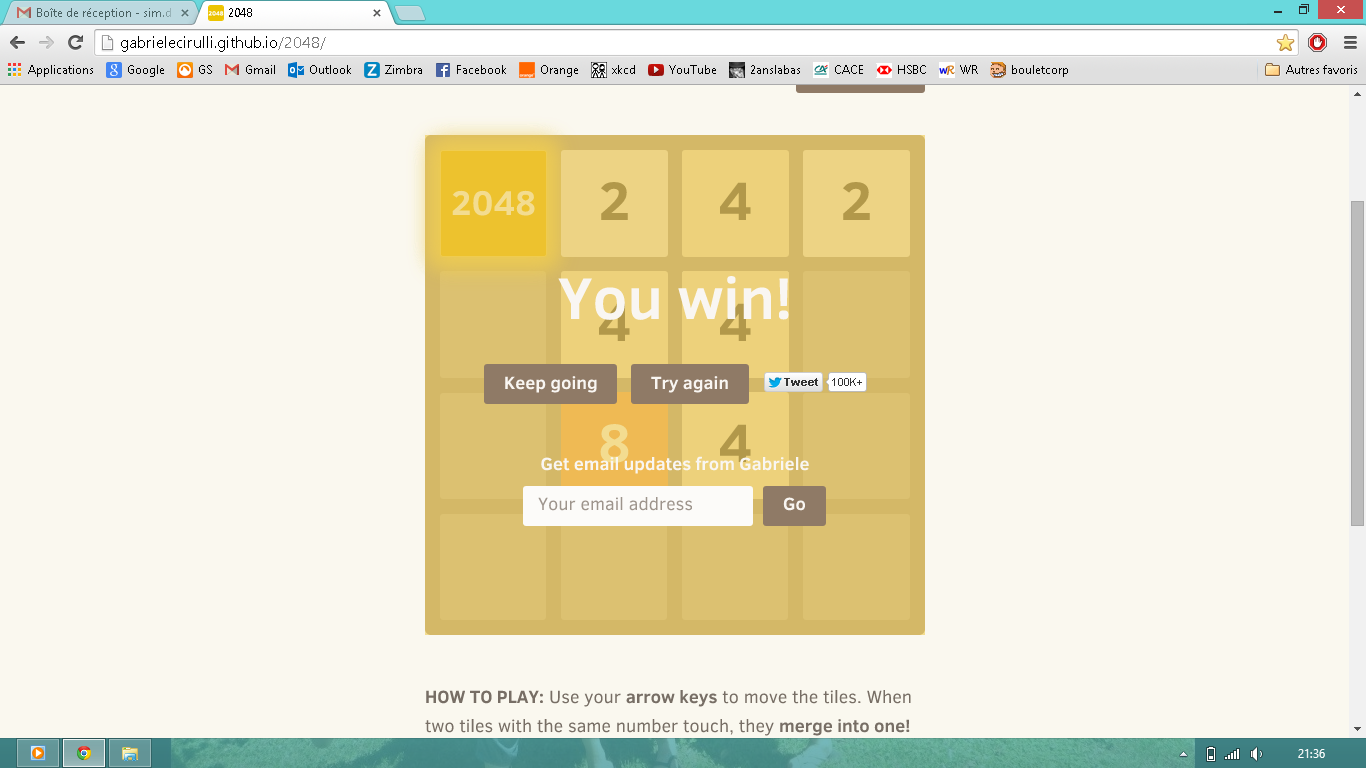 Boîte de réception - sim.d
2048 2048
gabrielecirulli.github.io/2048/
Applications Google GS Gmail Outlook Zimbra Facebook Orange xkcd YouTube 2anslabas CACE HSBC WR bouletcorp Autres favoris
2048 2 4 2
You win!
4 4
Keep going Try again Tweet 100K+
8 4
Get email updates from Gabriele
Your email address Go
HOW TO PLAY: Use your arrow keys to move the tiles. When
two tiles with the same number touch, they merge into one!
21:36